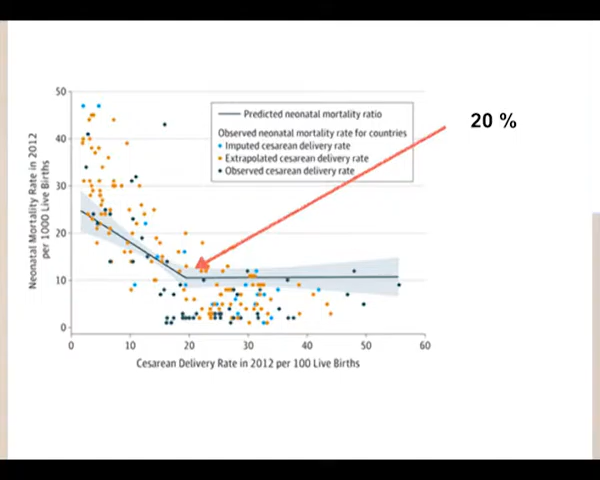 20 %
Neonatal Mortality Rate in 2012
per 1000 Live Births
50
40
30
20
10
0
Predicted neonatal mortality ratio
Observed neonatal mortality rate for countries
Imputed cesarean delivery rate
Extrapolated cesarean delivery rate
Observed cesarean delivery rate
0 10 20 30 40 50 60
Cesarean Delivery Rate in 2012 per 100 Live Births